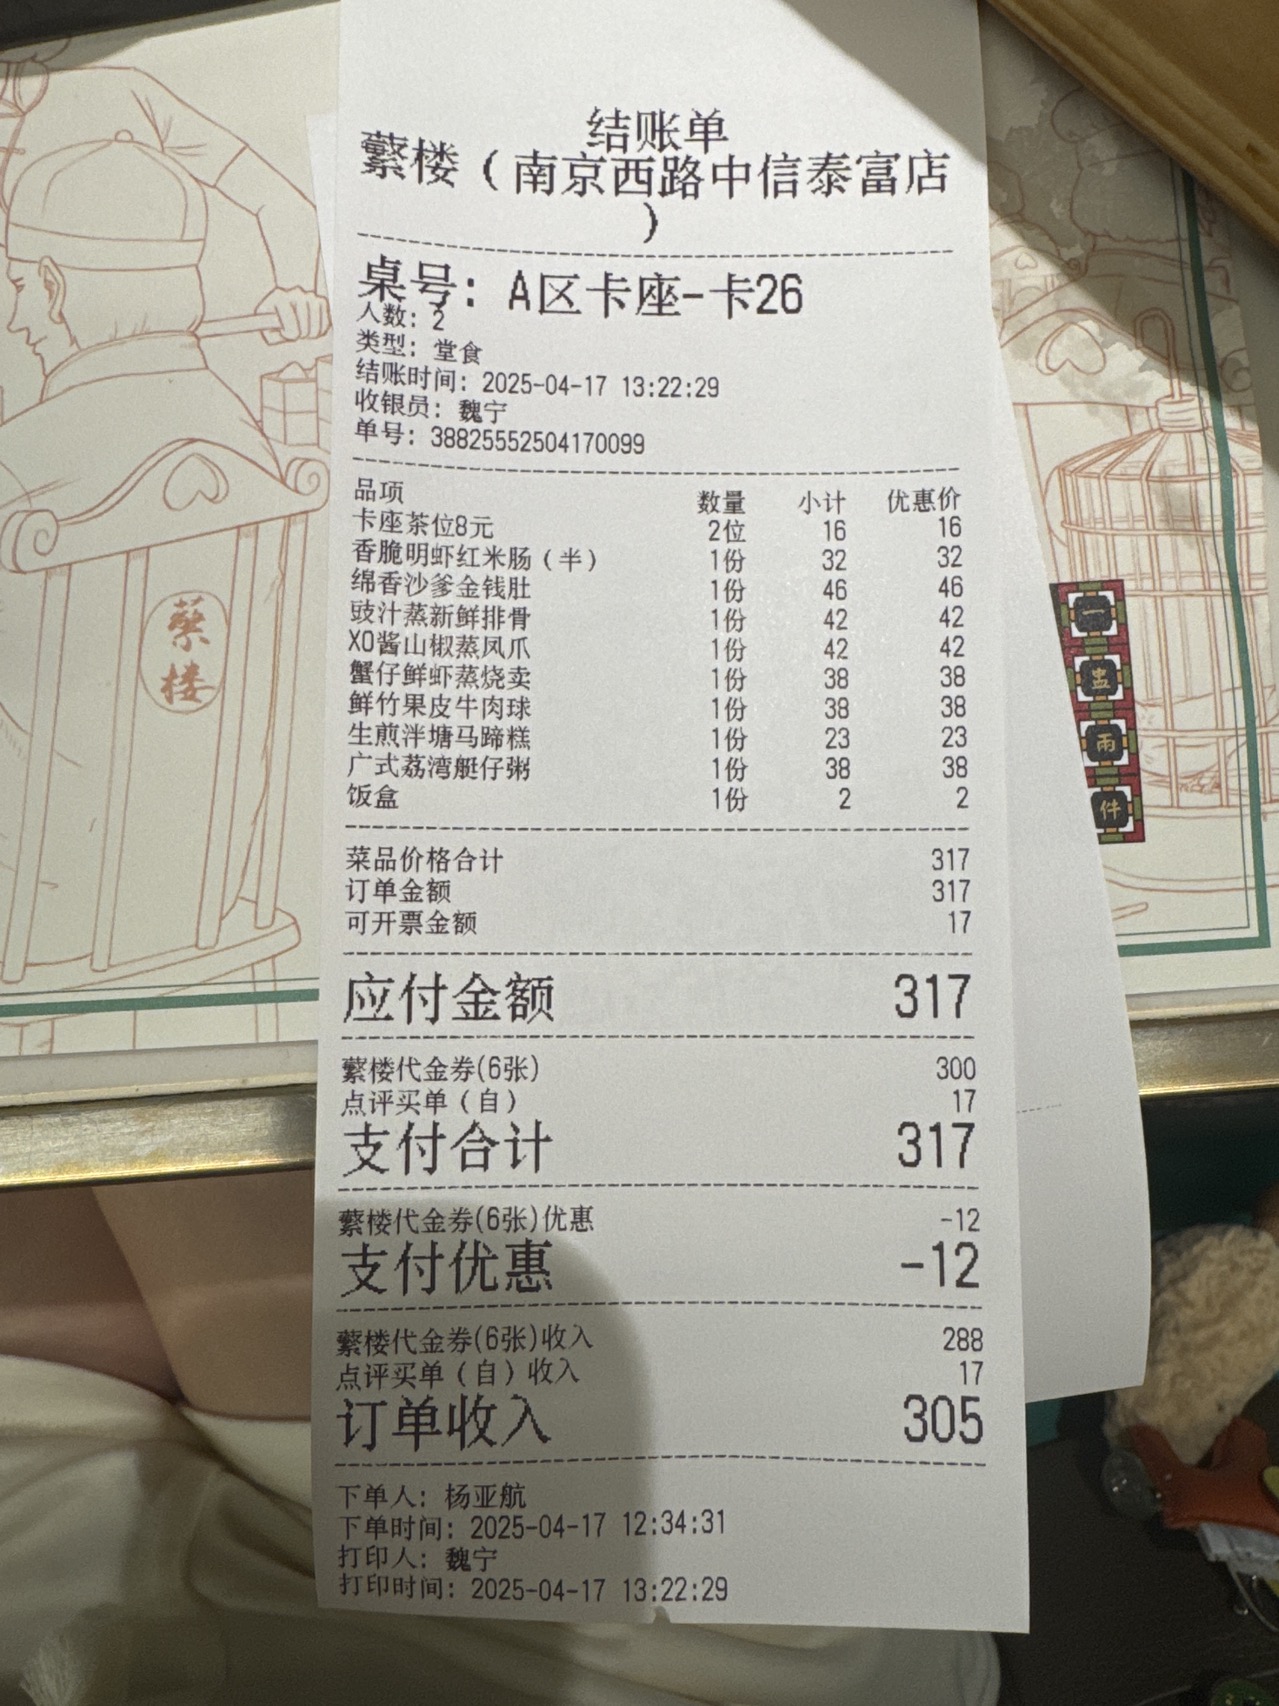 结账单
蘩楼（南京西路中信泰富店
）
桌号：A区卡座-卡26
人数：2
类型：堂食
结账时间：2025-04-17 13:22:29
收银员：魏宁
单号：38825552504170099
品项 数量 小计 优惠价
卡座茶位8元 2位 16 16
香脆明虾红米肠（半） 1份 32 32
绵香沙爹金钱肚 1份 46 46
豉汁蒸新鲜排骨 1份 42 42
XO酱山椒蒸凤爪 1份 42 42
蟹仔鲜虾蒸烧卖 1份 38 38
鲜竹果皮牛肉球 1份 38 38
生煎泮塘马蹄糕 1份 23 23
广式荔湾艇仔粥 1份 38 38
饭盒 1份 2 2
菜品价格合计 317
订单金额 317
可开票金额 17
应付金额 317
蘩楼代金券(6张) 300
点评买单（自） 17
支付合计 317
蘩楼代金券(6张)优惠 -12
支付优惠 -12
蘩楼代金券(6张)收入 288
点评买单（自）收入 17
订单收入 305
下单人：杨亚航
下单时间：2025-04-17 12:34:31
打印人：魏宁
打印时间：2025-04-17 13:22:29
蘩
楼
一
盅
两
件